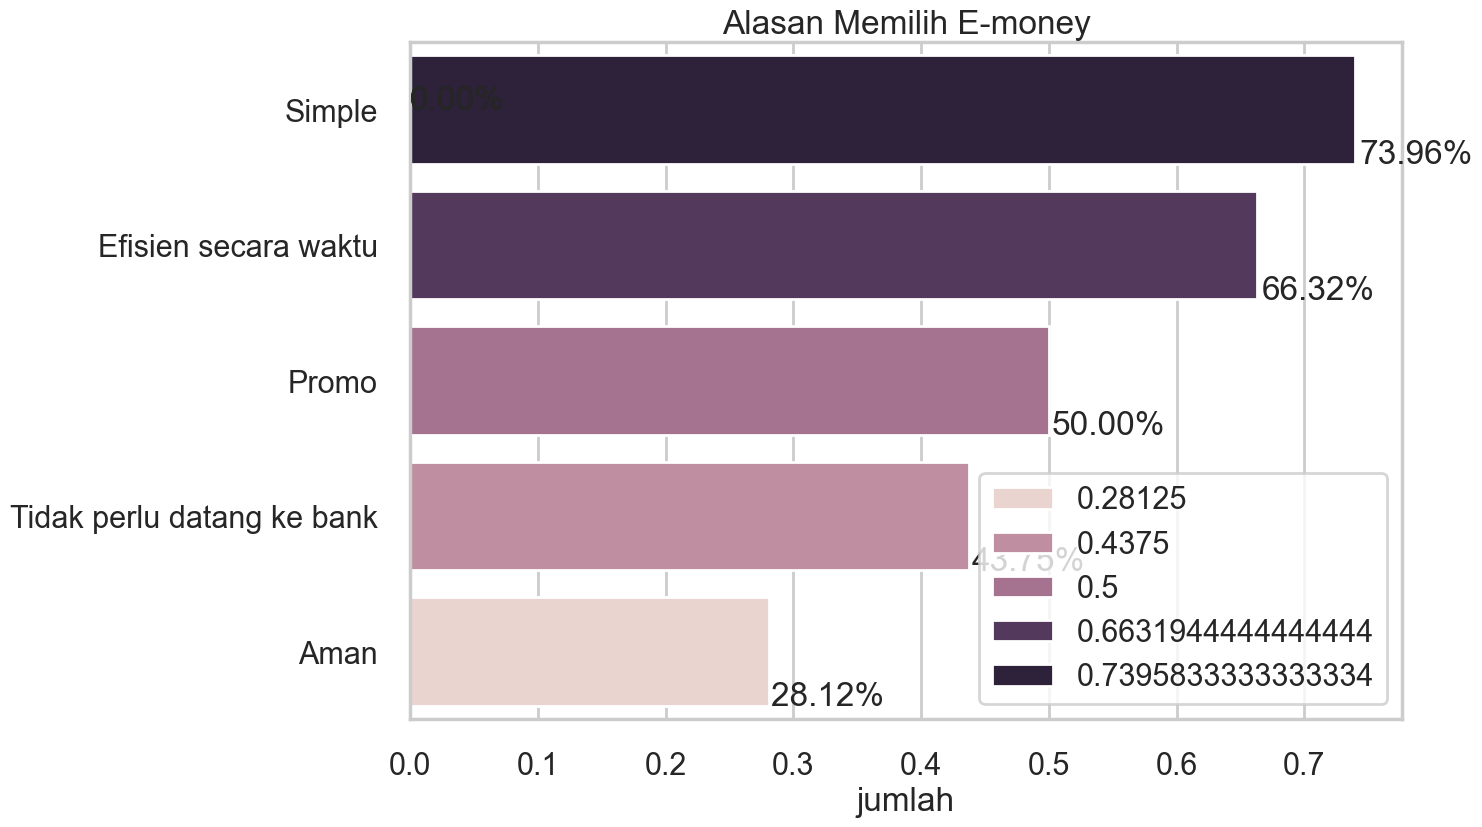 Alasan Memilih E-money
Simple
0.00%
73.96%
Efisien secara waktu
66.32%
Promo
50.00%
Tidak perlu datang ke bank
43.75%
Aman
28.12%
0.28125
0.4375
0.5
0.6631944444444444
0.7395833333333334
0.0 0.1 0.2 0.3 0.4 0.5 0.6 0.7
jumlah